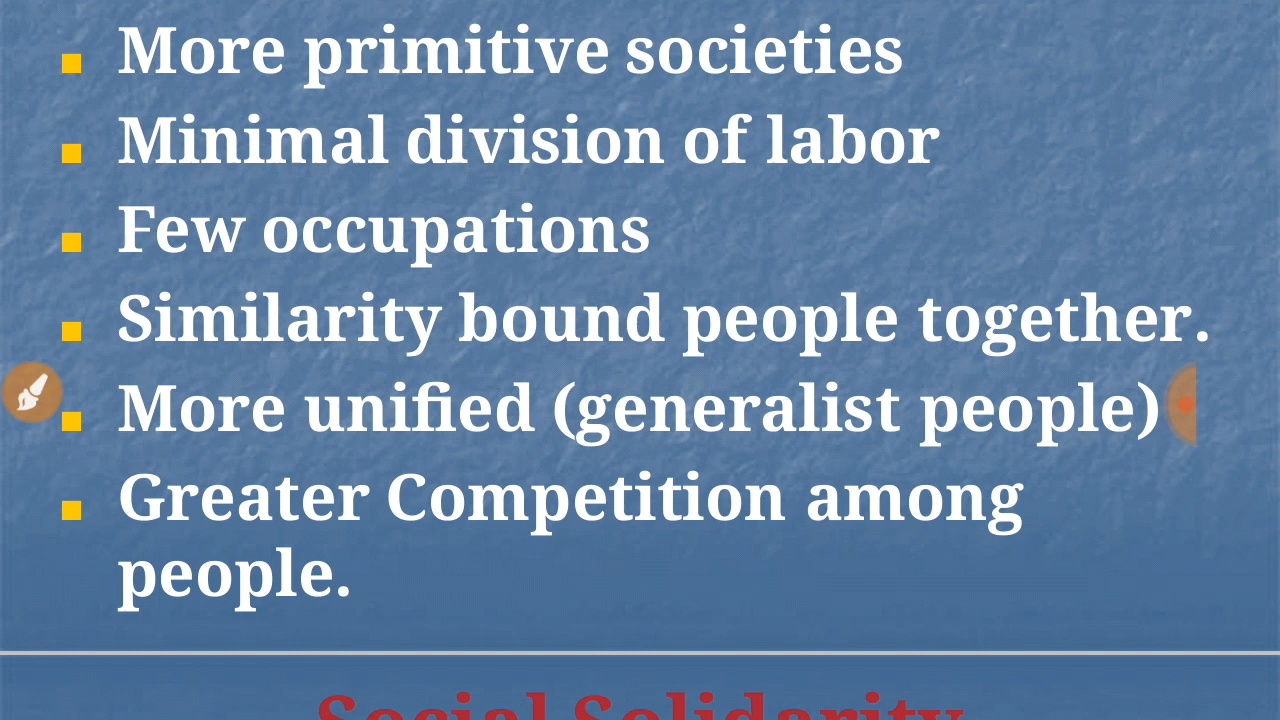 More primitive societies
Minimal division of labor
Few occupations
Similarity bound people together.
More unified (generalist people)
Greater Competition among
people.
Social Solidarity